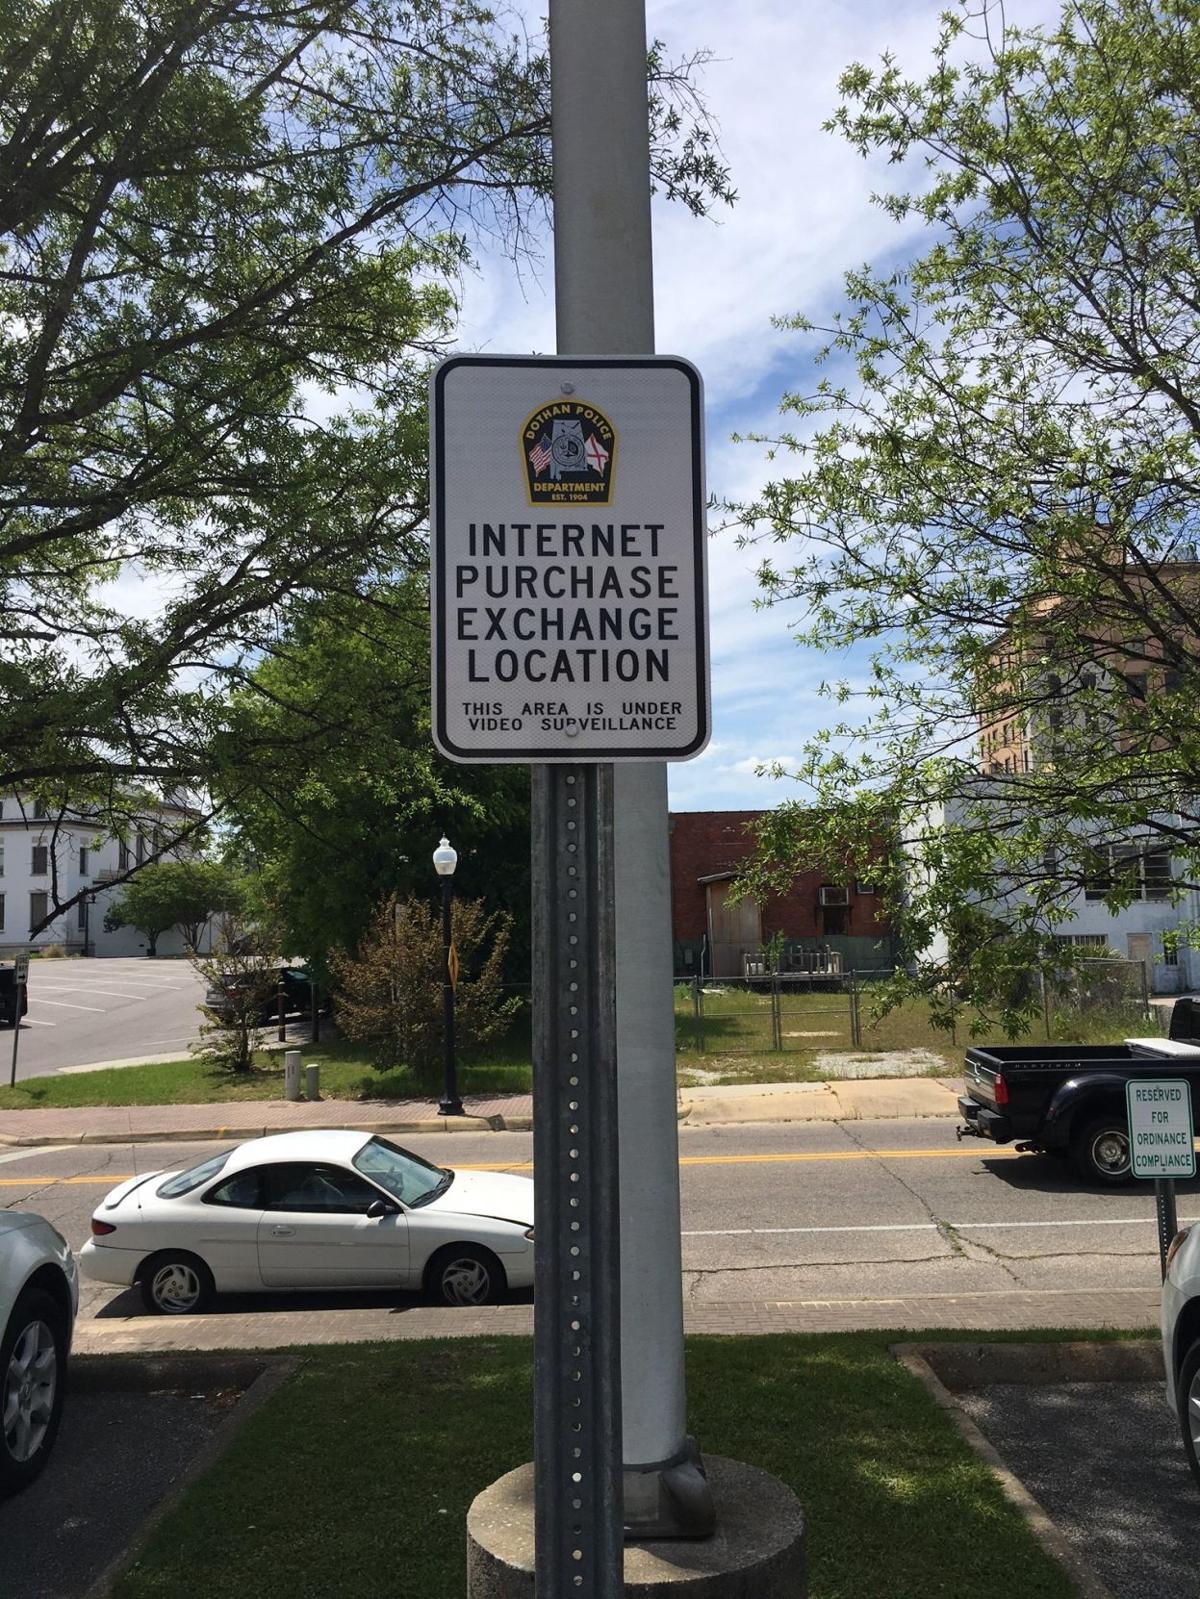 DOTHAN POLICE
DEPARTMENT
EST. 1904
INTERNET
PURCHASE
EXCHANGE
LOCATION
THIS AREA IS UNDER
VIDEO SURVEILLANCE
PLATINUM
RESERVED
FOR
ORDINANCE
COMPLIANCE